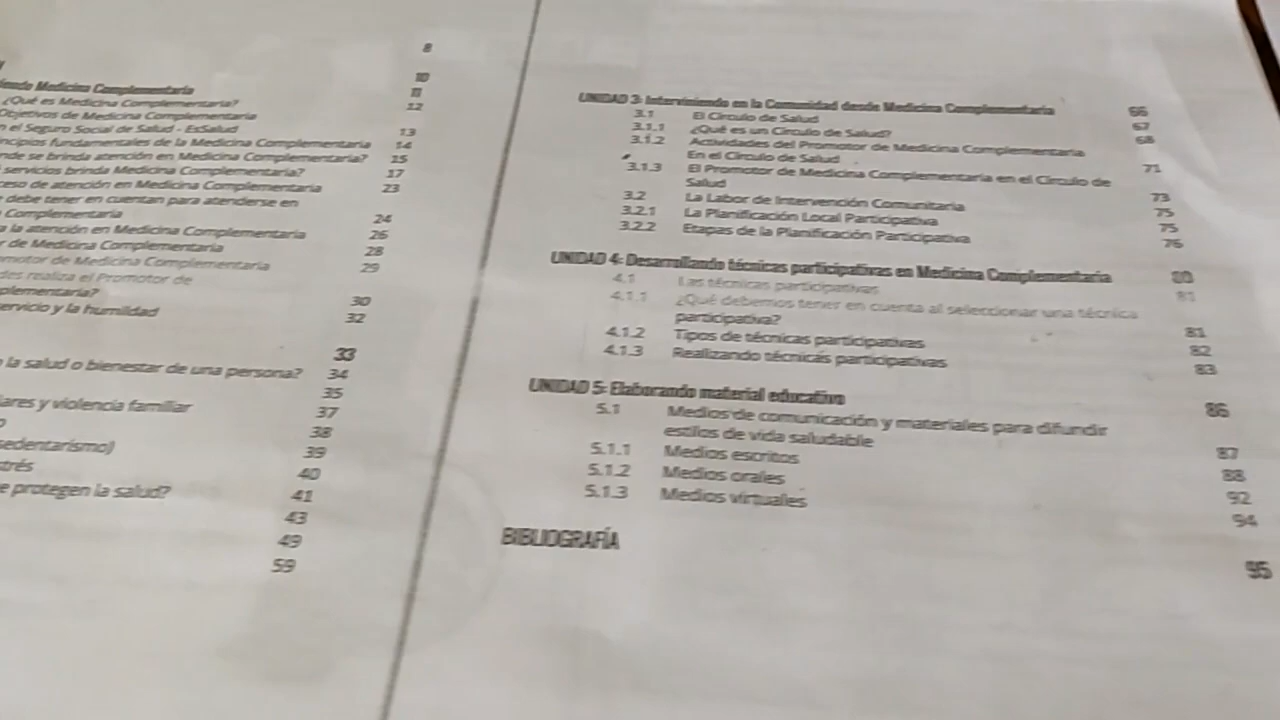 8
10
iendo Medicina Complementaria 11
¿Qué es Medicina Complementaria? 12
Objetivos de Medicina Complementaria
n el Seguro Social de Salud - EsSalud 13
ncipios fundamentales de la Medicina Complementaria 14
nde se brinda atención en Medicina Complementaria? 15
servicios brinda Medicina Complementaria? 17
ceso de atención en Medicina Complementaria 23
debe tener en cuentan para atenderse en
Complementaria 24
a la atención en Medicina Complementaria 26
r de Medicina Complementaria 28
omotor de Medicina Complementaria 29
des realiza el Promotor de
plementaria? 30
ervicio y la humildad 32
33
la salud o bienestar de una persona? 34
35
iares y violencia familiar 37
38
sedentarismo) 39
trés 40
e protegen la salud? 41
43
49
59
UNIDAD 3: Interviniendo en la Comunidad desde Medicina Complementaria 66
3.1 El Círculo de Salud 67
3.1.1 ¿Qué es un Círculo de Salud? 68
3.1.2 Actividades del Promotor de Medicina Complementaria
En el Círculo de Salud 71
3.1.3 El Promotor de Medicina Complementaria en el Círculo de
Salud 73
3.2 La Labor de Intervención Comunitaria 75
3.2.1 La Planificación Local Participativa 75
3.2.2 Etapas de la Planificación Participativa 76
UNIDAD 4: Desarrollando técnicas participativas en Medicina Complementaria 80
4.1 Las técnicas participativas 81
4.1.1 ¿Qué debemos tener en cuenta al seleccionar una técnica
participativa? 81
4.1.2 Tipos de técnicas participativas 82
4.1.3 Realizando técnicas participativas 83
UNIDAD 5: Elaborando material educativo 86
5.1 Medios de comunicación y materiales para difundir
estilos de vida saludable 87
5.1.1 Medios escritos 88
5.1.2 Medios orales 92
5.1.3 Medios virtuales 94
BIBLIOGRAFÍA 95